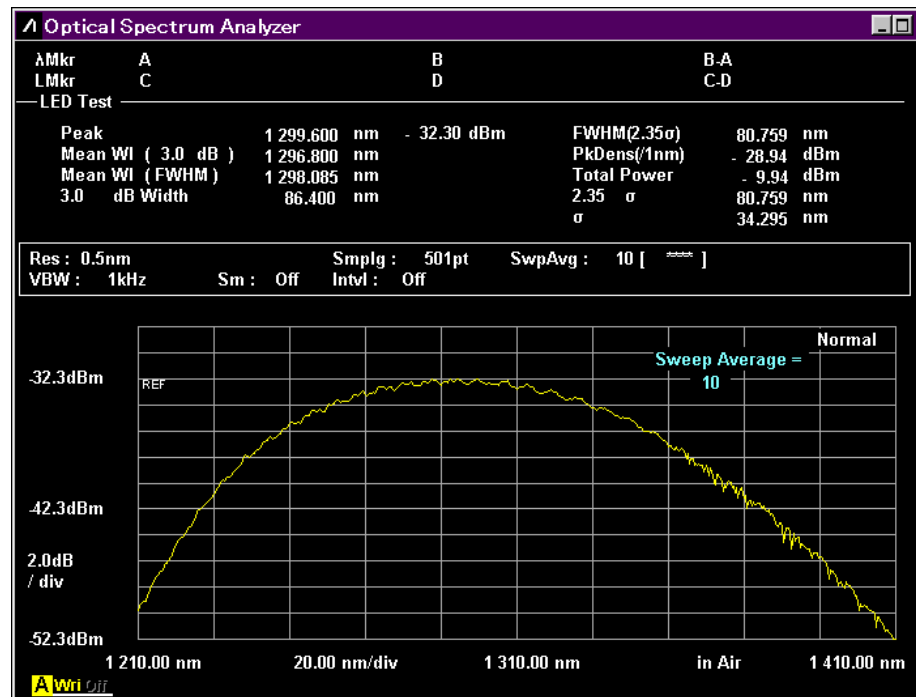 Optical Spectrum Analyzer
λMkr A B B-A
LMkr C D C-D
LED Test
Peak 1 299.600 nm - 32.30 dBm FWHM(2.35σ) 80.759 nm
Mean Wl ( 3.0 dB ) 1 296.800 nm PkDens(/1nm) - 28.94 dBm
Mean Wl ( FWHM ) 1 298.085 nm Total Power - 9.94 dBm
3.0 dB Width 86.400 nm 2.35 σ 80.759 nm
σ 34.295 nm
Res : 0.5nm Smplg : 501pt SwpAvg : 10 [ **** ]
VBW : 1kHz Sm : Off Intvl : Off
Normal
Sweep Average =
10
-32.3dBm
REF
-42.3dBm
2.0dB
/ div
-52.3dBm
1 210.00 nm 20.00 nm/div 1 310.00 nm in Air 1 410.00 nm
A Wri Off